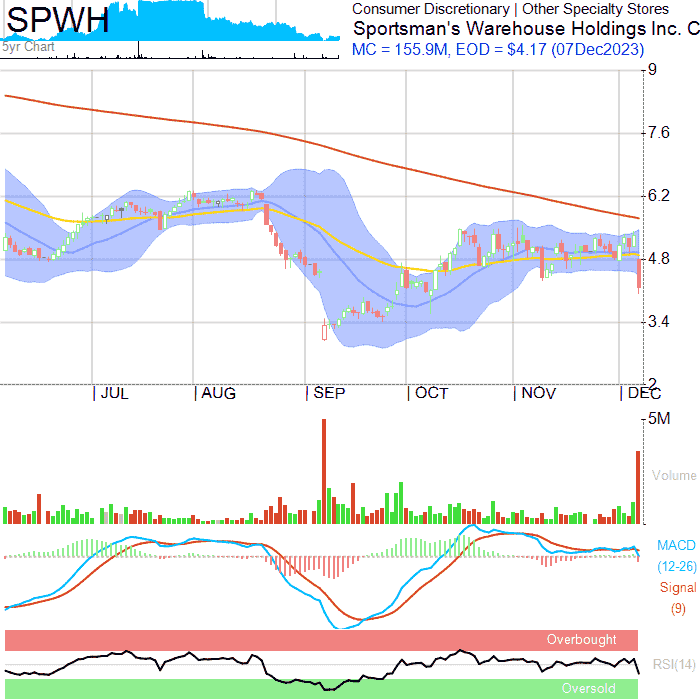 SPWH
Consumer Discretionary | Other Specialty Stores
Sportsman's Warehouse Holdings Inc. C
MC = 155.9M, EOD = $4.17 (07Dec2023)
5yr Chart
9
7.6
6.2
4.8
3.4
2
JUL AUG SEP OCT NOV DEC
5M
Volume
MACD
(12-26)
Signal
(9)
Overbought
RSI(14)
Oversold